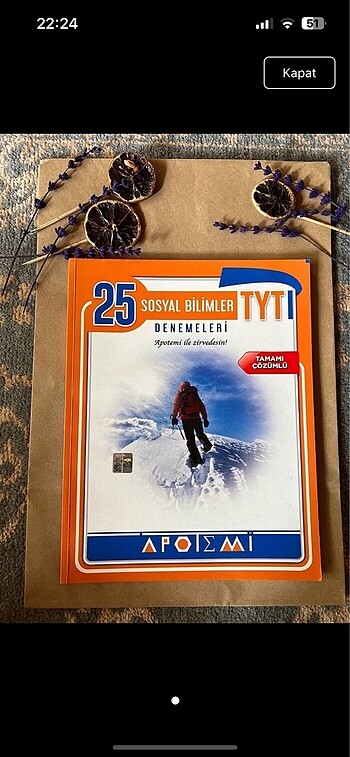 22:24
51
Kapat
25 SOSYAL BİLİMLER TYT
DENEMELERİ
Apotemi ile zirvedesin!
TAMAMI
ÇÖZÜMLÜ
APOTEMİ